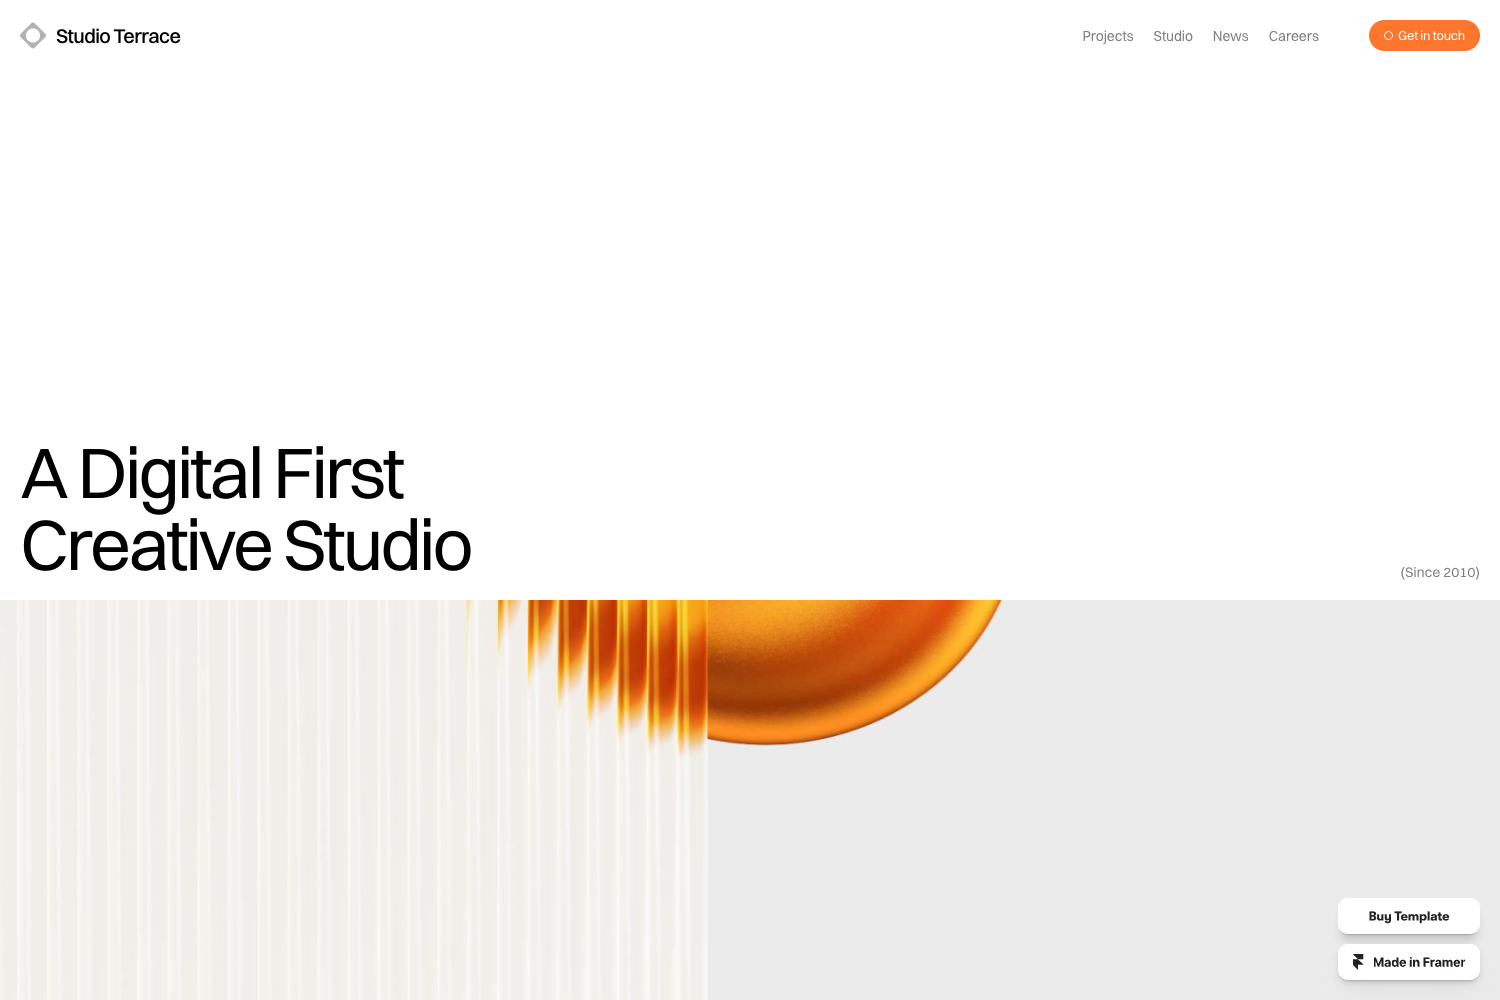 Studio Terrace
Projects
Studio
News
Careers
Get in touch
A Digital First
Creative Studio
(Since 2010)
Buy Template
Made in Framer